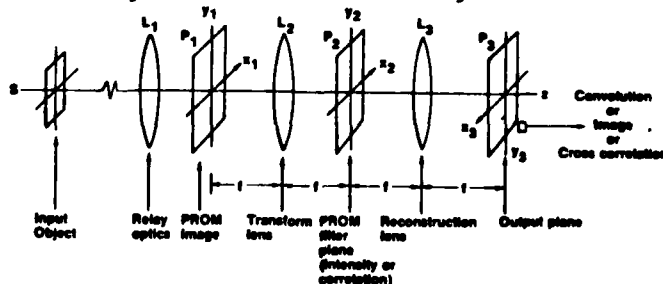 L1
P1
y1
x1
L2
P2
y2
x2
L3
P3
x3
y3
S
z
Convolution
or
Image
or
Cross correlation
f
f
f
f
Input
Object
Relay
optics
PROM
Image
Transform
lens
PROM
filter
plane
(Intensity or
correlation)
Reconstruction
lens
Output plane